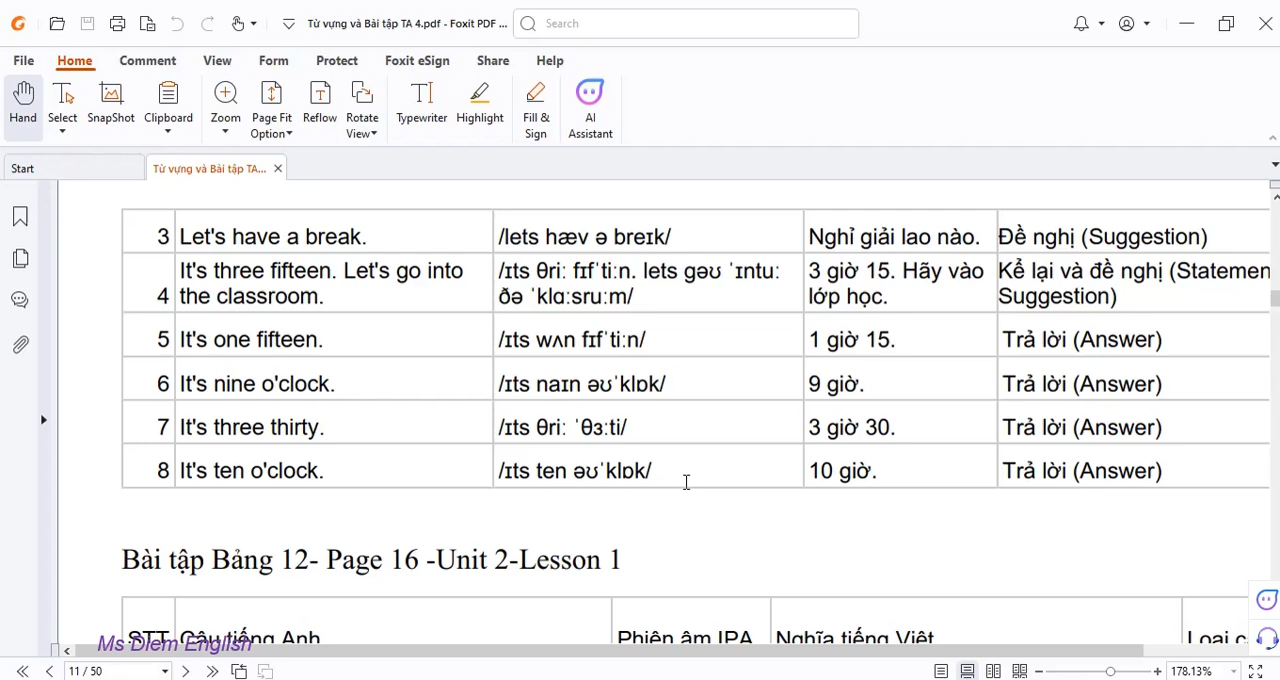 Từ vựng và Bài tập TA 4.pdf - Foxit PDF ...
Search
File Home Comment View Form Protect Foxit eSign Share Help
Hand Select SnapShot Clipboard Zoom Page Fit Option Reflow Rotate View Typewriter Highlight Fill & Sign AI Assistant
Start Từ vựng và Bài tập TA...
3 Let's have a break. /lets hæv ə breɪk/ Nghỉ giải lao nào. Đề nghị (Suggestion)
It's three fifteen. Let's go into /ɪts θriː fɪfˈtiːn. lets gəʊ ˈɪntuː 3 giờ 15. Hãy vào Kể lại và đề nghị (Statemen
4 the classroom. ðə ˈklɑːsruːm/ lớp học. Suggestion)
5 It's one fifteen. /ɪts wʌn fɪfˈtiːn/ 1 giờ 15. Trả lời (Answer)
6 It's nine o'clock. /ɪts naɪn əʊˈklɒk/ 9 giờ. Trả lời (Answer)
7 It's three thirty. /ɪts θriː ˈθɜːti/ 3 giờ 30. Trả lời (Answer)
8 It's ten o'clock. /ɪts ten əʊˈklɒk/ 10 giờ. Trả lời (Answer)
Bài tập Bảng 12- Page 16 -Unit 2-Lesson 1
STT Câu tiếng Anh Phiên âm IPA Nghĩa tiếng Việt Loại c
Ms Diem English
11 / 50 178.13%